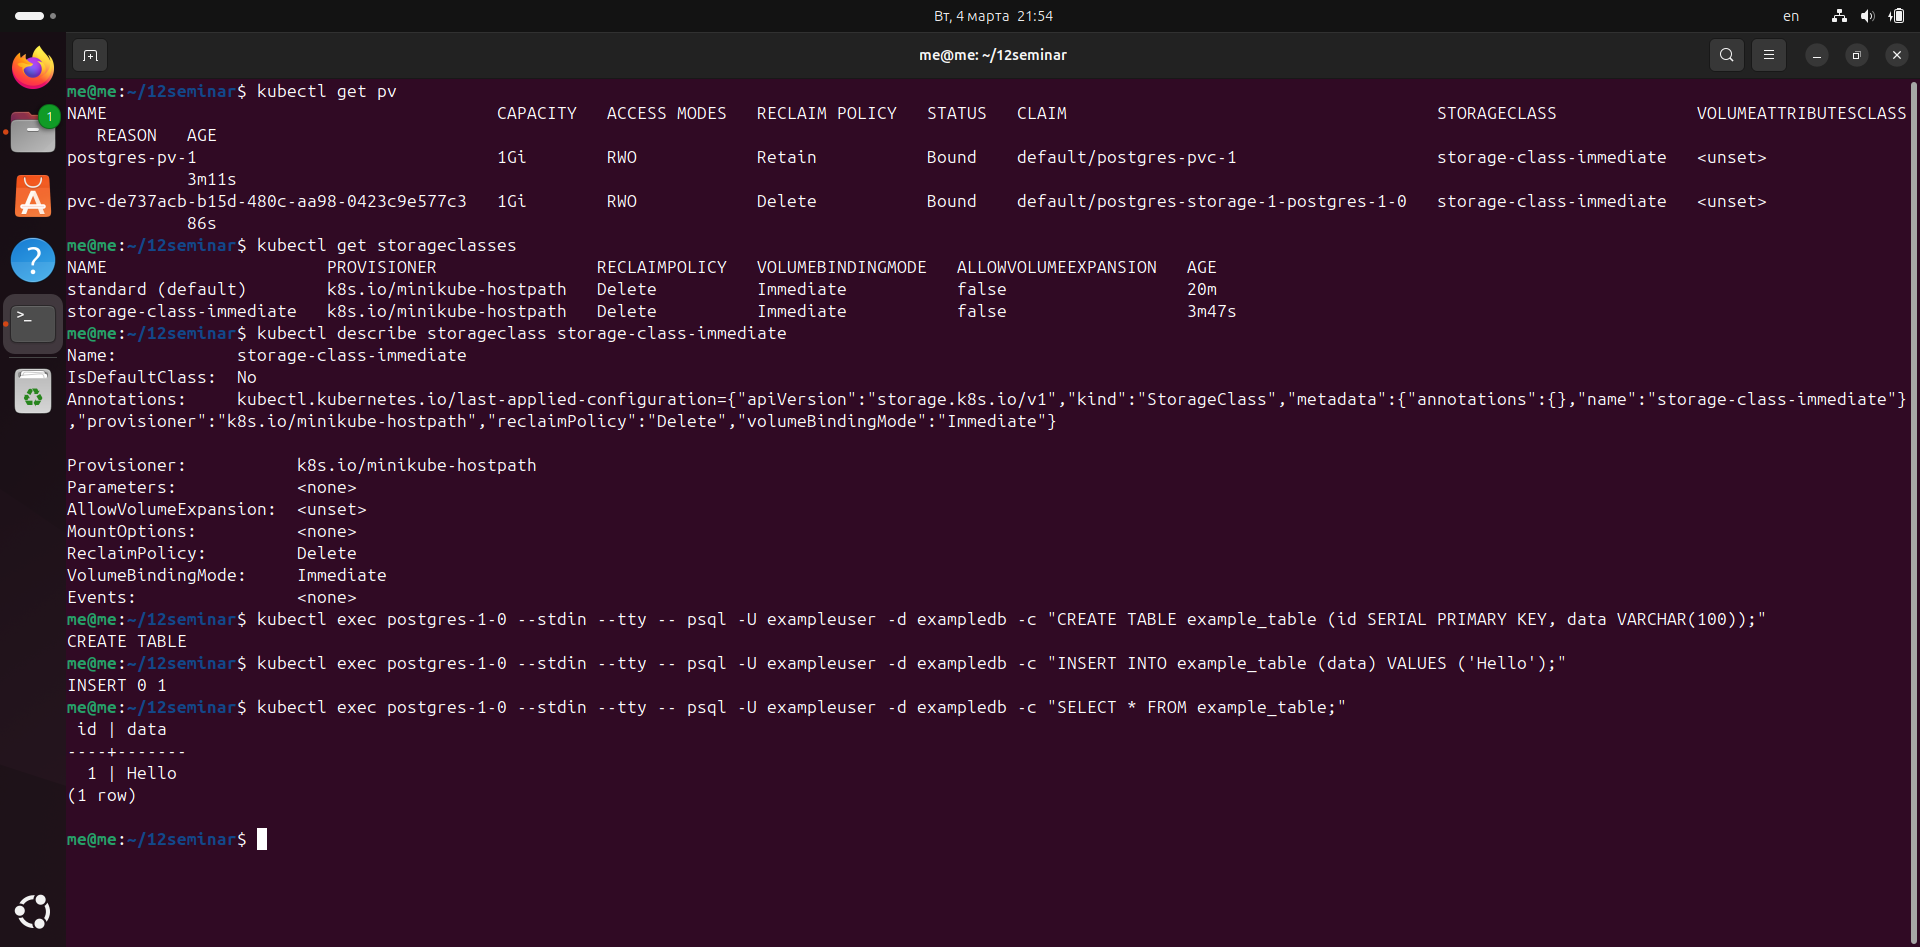 Вт, 4 марта 21:54
en
me@me: ~/12seminar
1
me@me:~/12seminar$ kubectl get pv
NAME CAPACITY ACCESS MODES RECLAIM POLICY STATUS CLAIM STORAGECLASS VOLUMEATTRIBUTESCLASS
REASON AGE
postgres-pv-1 1Gi RWO Retain Bound default/postgres-pvc-1 storage-class-immediate <unset>
3m11s
pvc-de737acb-b15d-480c-aa98-0423c9e577c3 1Gi RWO Delete Bound default/postgres-storage-1-postgres-1-0 storage-class-immediate <unset>
86s
me@me:~/12seminar$ kubectl get storageclasses
NAME PROVISIONER RECLAIMPOLICY VOLUMEBINDINGMODE ALLOWVOLUMEEXPANSION AGE
standard (default) k8s.io/minikube-hostpath Delete Immediate false 20m
storage-class-immediate k8s.io/minikube-hostpath Delete Immediate false 3m47s
me@me:~/12seminar$ kubectl describe storageclass storage-class-immediate
Name: storage-class-immediate
IsDefaultClass: No
Annotations: kubectl.kubernetes.io/last-applied-configuration={"apiVersion":"storage.k8s.io/v1","kind":"StorageClass","metadata":{"annotations":{},"name":"storage-class-immediate"}
,"provisioner":"k8s.io/minikube-hostpath","reclaimPolicy":"Delete","volumeBindingMode":"Immediate"}
Provisioner: k8s.io/minikube-hostpath
Parameters: <none>
AllowVolumeExpansion: <unset>
MountOptions: <none>
ReclaimPolicy: Delete
VolumeBindingMode: Immediate
Events: <none>
me@me:~/12seminar$ kubectl exec postgres-1-0 --stdin --tty -- psql -U exampleuser -d exampledb -c "CREATE TABLE example_table (id SERIAL PRIMARY KEY, data VARCHAR(100));"
CREATE TABLE
me@me:~/12seminar$ kubectl exec postgres-1-0 --stdin --tty -- psql -U exampleuser -d exampledb -c "INSERT INTO example_table (data) VALUES ('Hello');"
INSERT 0 1
me@me:~/12seminar$ kubectl exec postgres-1-0 --stdin --tty -- psql -U exampleuser -d exampledb -c "SELECT * FROM example_table;"
id | data
----+-------
1 | Hello
(1 row)
me@me:~/12seminar$